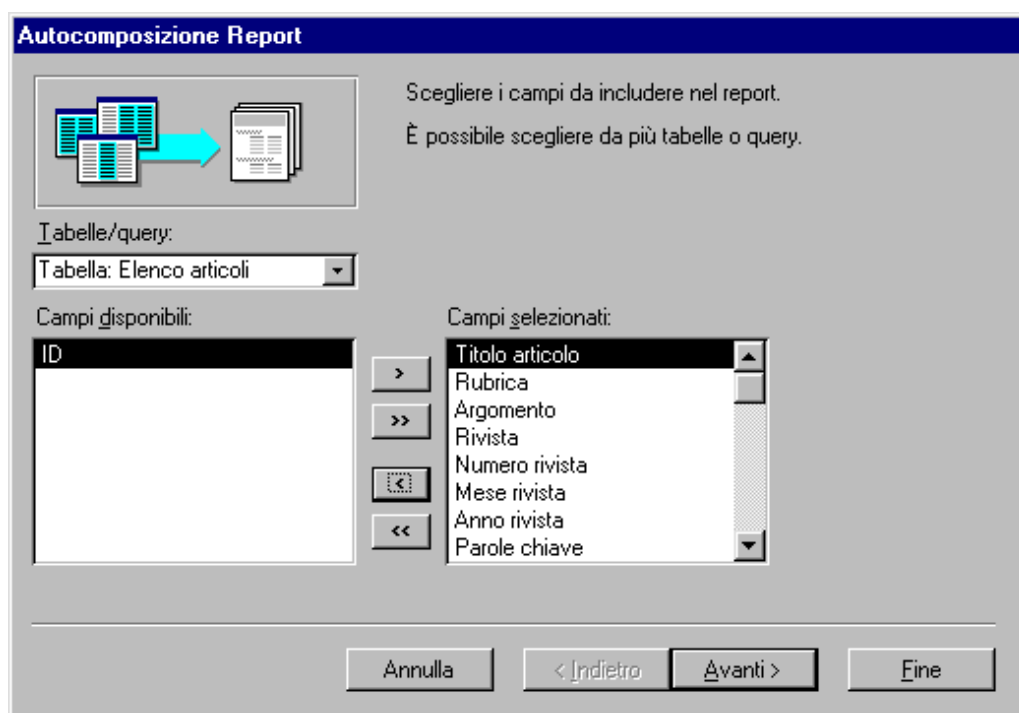 Autocomposizione Report
Scegliere i campi da includere nel report.
È possibile scegliere da più tabelle o query.
Tabelle/query:
Tabella: Elenco articoli
Campi disponibili:
ID
>
>>
<
<<
Campi selezionati:
Titolo articolo
Rubrica
Argomento
Rivista
Numero rivista
Mese rivista
Anno rivista
Parole chiave
Annulla
< Indietro
Avanti >
Fine